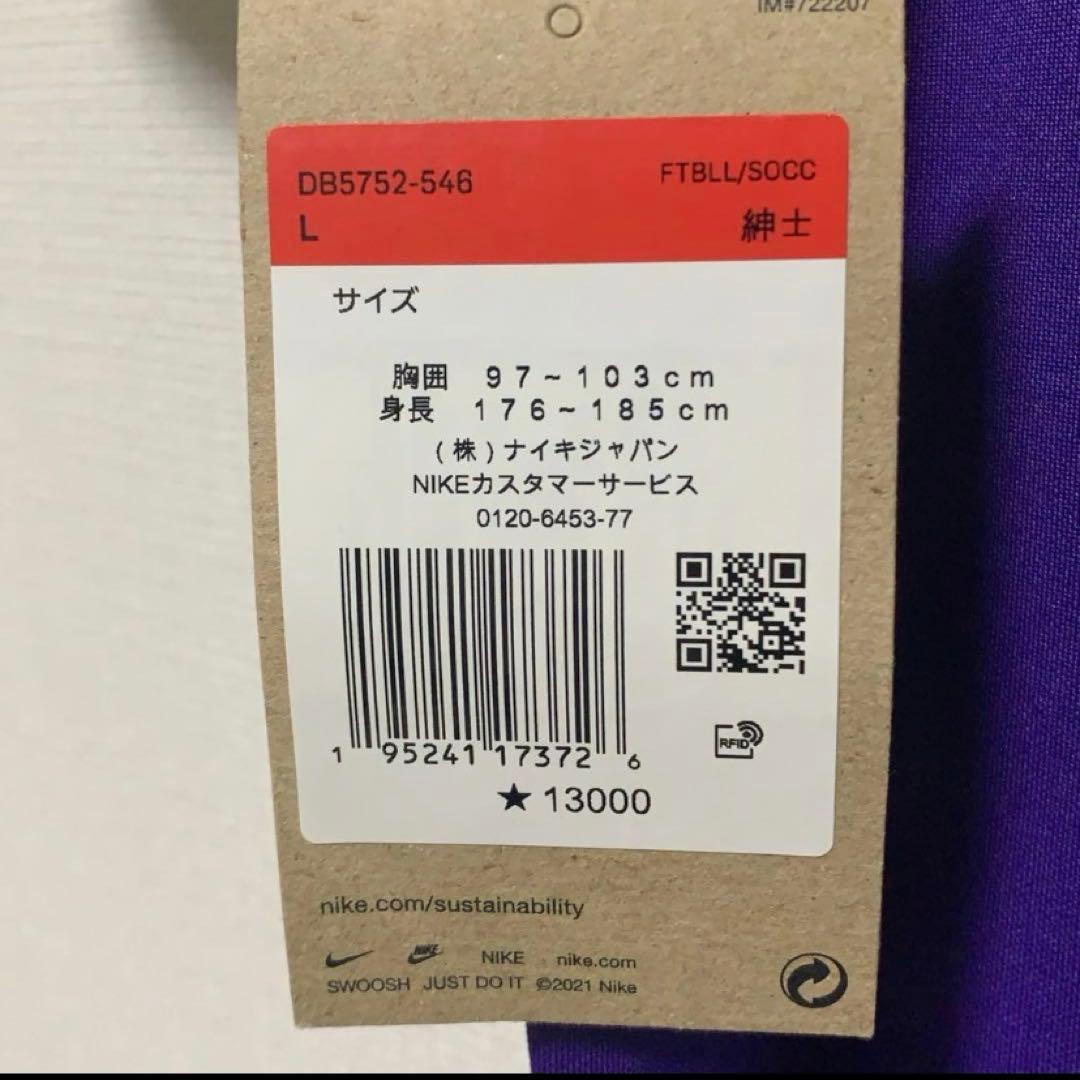 IM#722207
DB5752-546
FTBLL/SOCC
L
紳士
サイズ
胸囲 97~103cm
身長 176~185cm
(株)ナイキジャパン
NIKEカスタマーサービス
0120-6453-77
1 95241 17372 6
RFID
★ 13000
nike.com/sustainability
NIKE NIKE nike.com
SWOOSH JUST DO IT ©2021 Nike